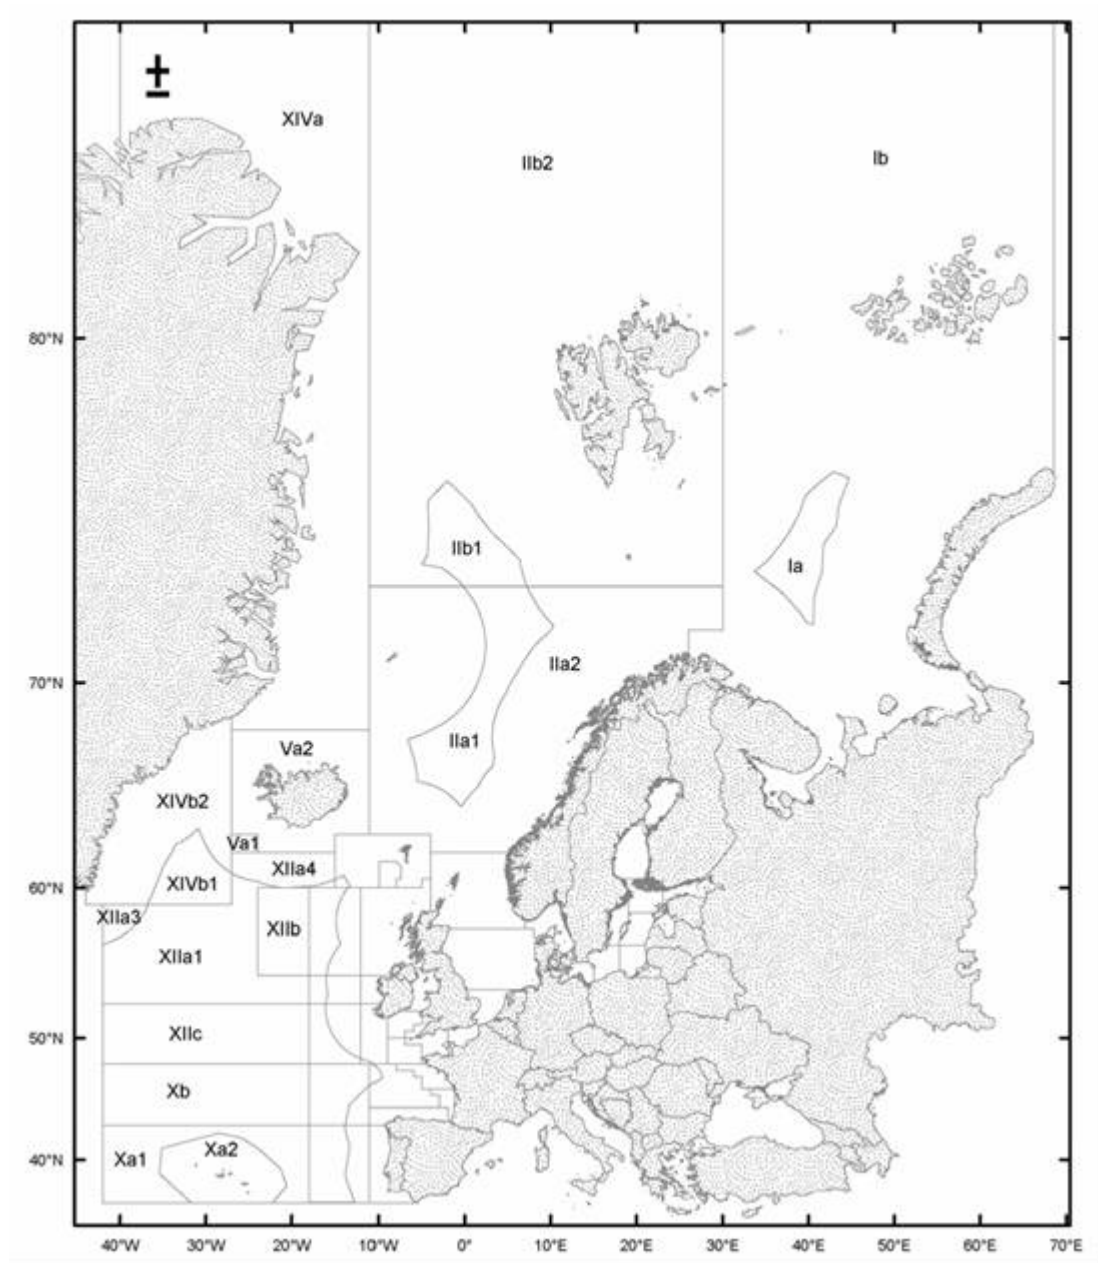 ±
XIVa
IIb2
Ib
80°N
IIb1
Ia
70°N
IIa2
IIa1
Va2
XIVb2
Va1
XIIa4
60°N
XIVb1
XIIa3
XIIb
XIIa1
50°N
XIIc
Xb
40°N
Xa1
Xa2
40°W 30°W 20°W 10°W 0° 10°E 20°E 30°E 40°E 50°E 60°E 70°E